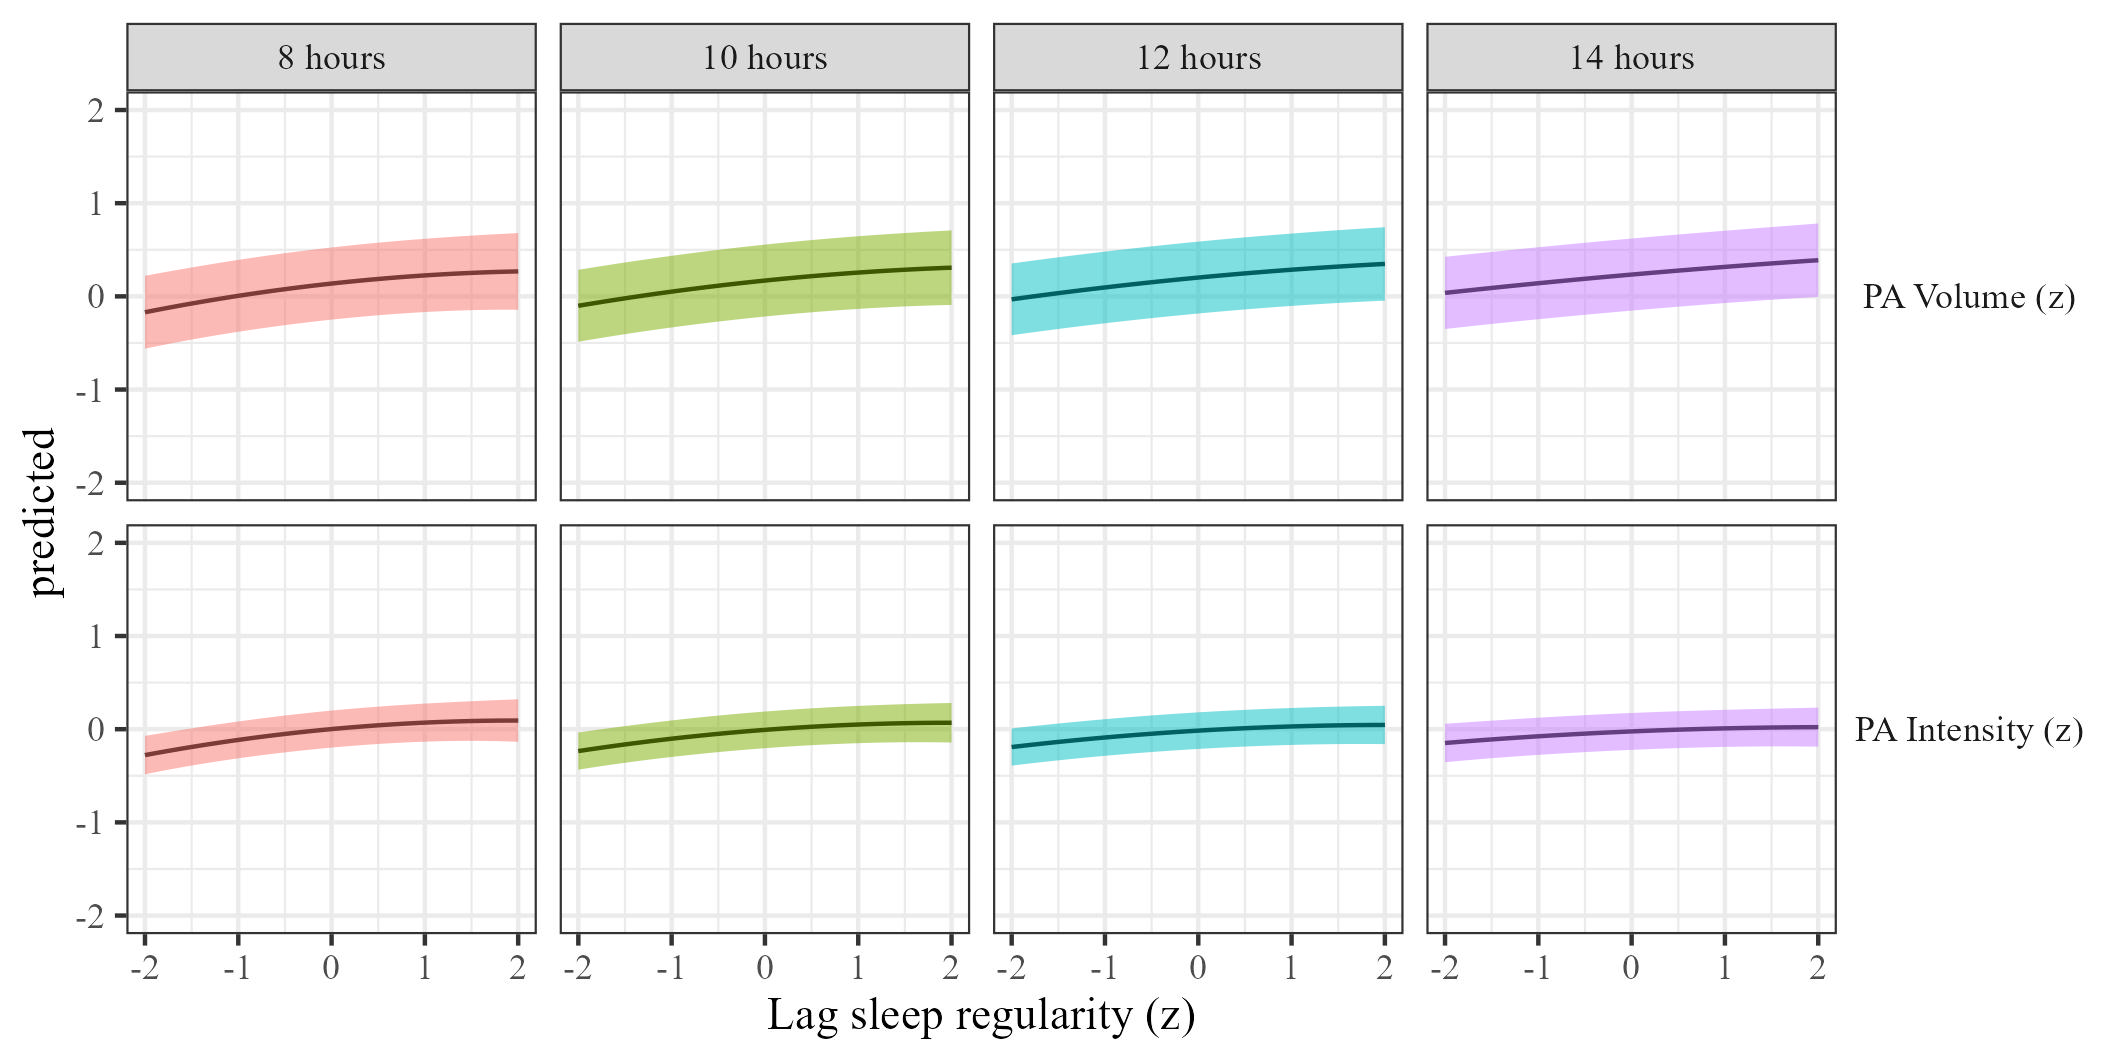 8 hours 10 hours 12 hours 14 hours
2
1
0
-1
-2
PA Volume (z)
predicted
2
1
0
-1
-2
PA Intensity (z)
-2 -1 0 1 2 -2 -1 0 1 2 -2 -1 0 1 2 -2 -1 0 1 2
Lag sleep regularity (z)